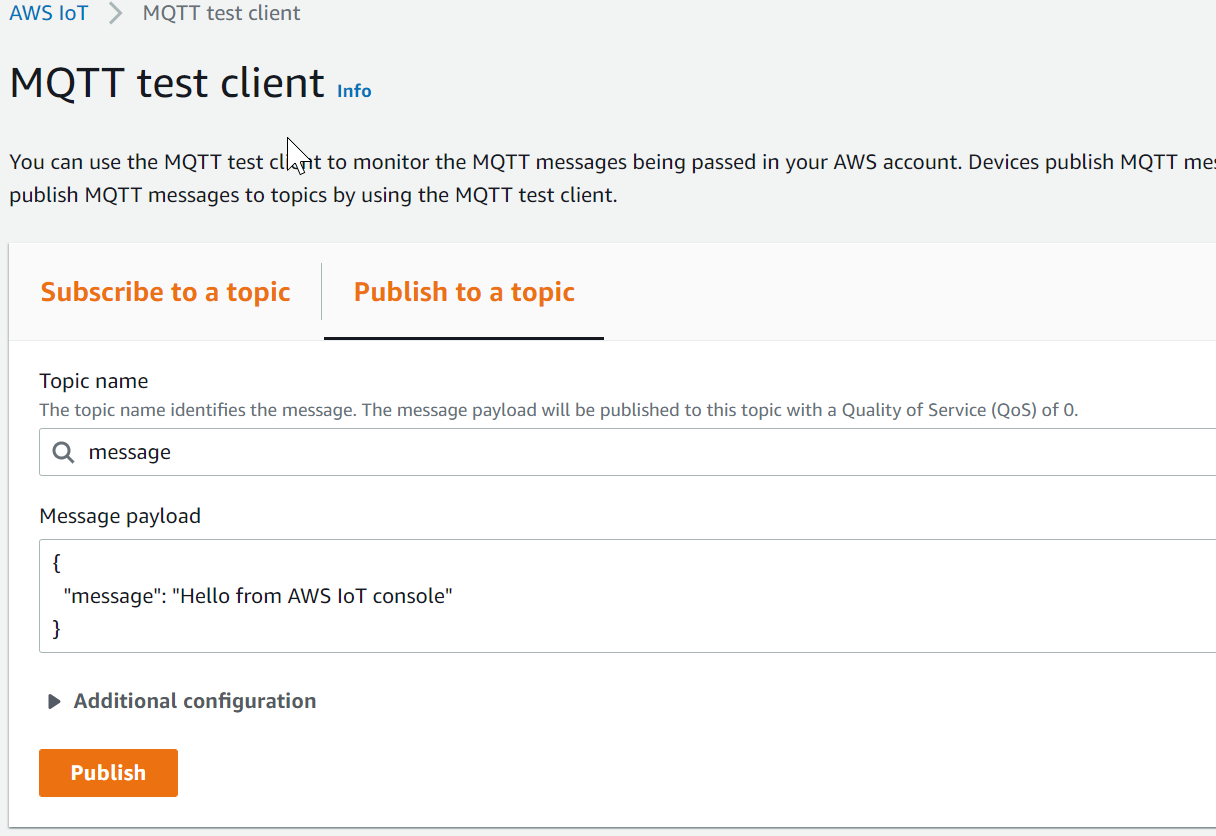 AWS IoT > MQTT test client
MQTT test client Info
You can use the MQTT test client to monitor the MQTT messages being passed in your AWS account. Devices publish MQTT
publish MQTT messages to topics by using the MQTT test client.
Subscribe to a topic Publish to a topic
Topic name
The topic name identifies the message. The message payload will be published to this topic with a Quality of Service (QoS) of 0.
message
Message payload
{
"message": "Hello from AWS IoT console"
}
Additional configuration
Publish